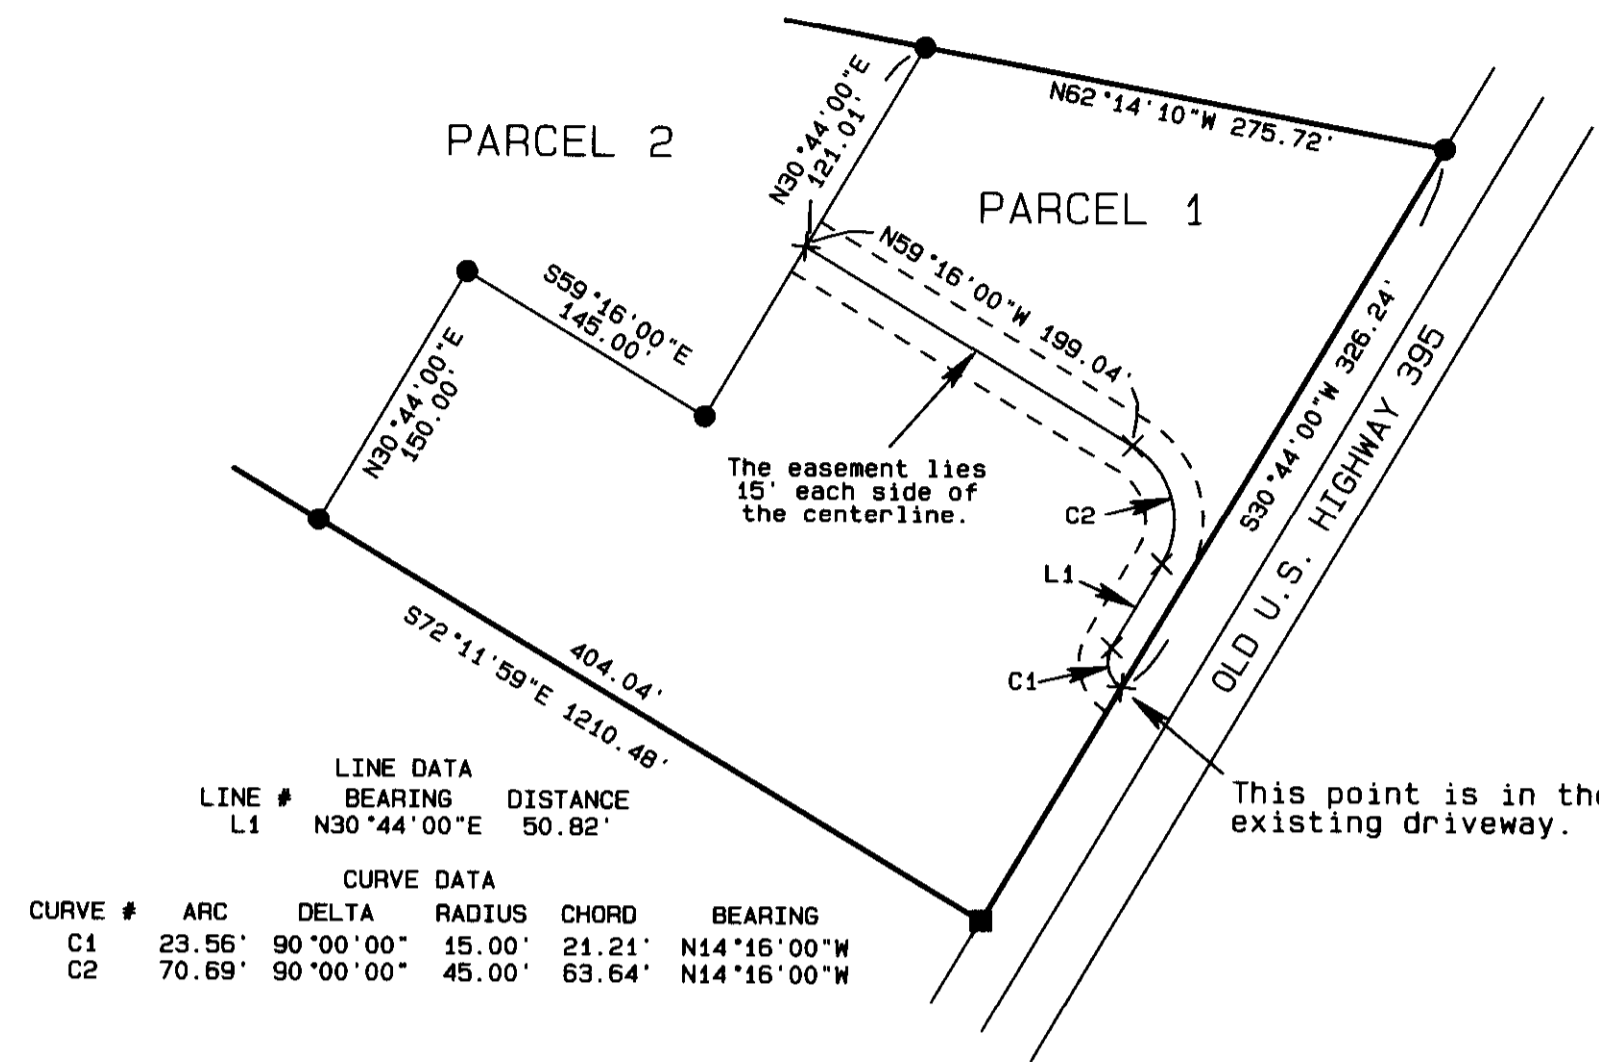 N30°44'00"E
121.01'
N62°14'10"W 275.72'
PARCEL 2
PARCEL 1
N59°16'00"W 199.04'
S59°16'00"E
145.00'
N30°44'00"E
150.00'
S30°44'00"W 326.24'
OLD U.S. HIGHWAY 395
The easement lies
15' each side of
the centerline.
C2
L1
C1
404.04'
S72°11'59"E 1210.48'
This point is in the
existing driveway.
LINE DATA
LINE # BEARING DISTANCE
L1 N30°44'00"E 50.82'
CURVE DATA
CURVE # ARC DELTA RADIUS CHORD BEARING
C1 23.56' 90°00'00" 15.00' 21.21' N14°16'00"W
C2 70.69' 90°00'00" 45.00' 63.64' N14°16'00"W